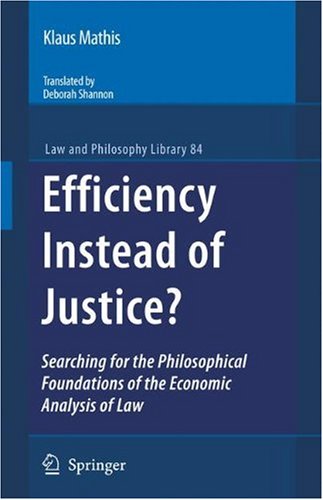 Klaus Mathis
Translated by
Deborah Shannon
Law and Philosophy Library 84
Efficiency
Instead of
Justice?
Searching for the Philosophical
Foundations of the Economic
Analysis of Law
Springer